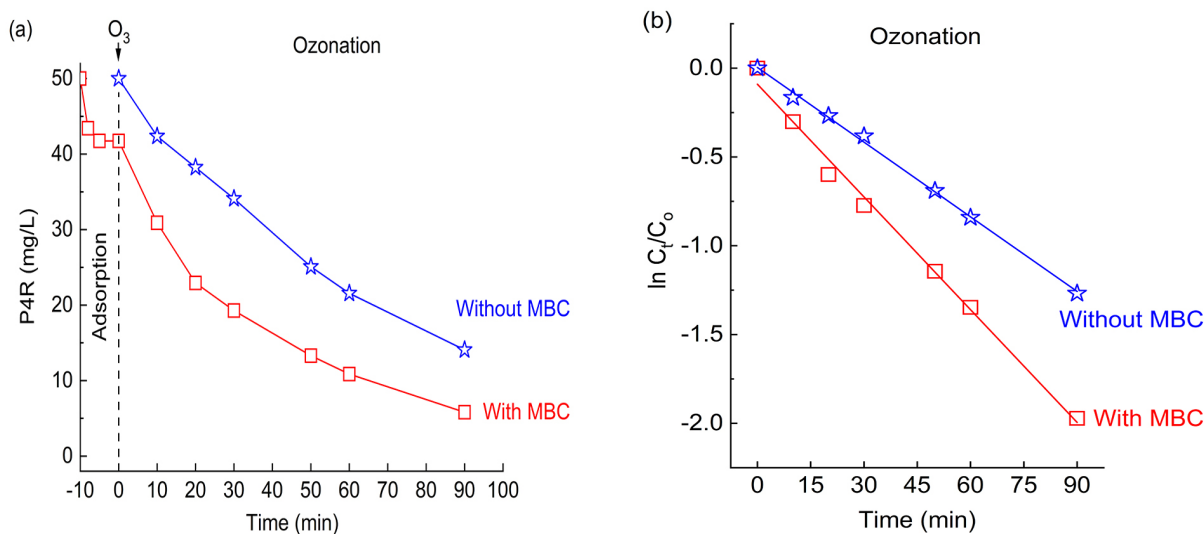 (a)
O3
Ozonation
P4R (mg/L)
50
40
30
20
10
0
Adsorption
Without MBC
With MBC
-10 0 10 20 30 40 50 60 70 80 90 100
Time (min)
(b)
Ozonation
ln Ct/Co
0.0
-0.5
-1.0
-1.5
-2.0
Without MBC
With MBC
0 15 30 45 60 75 90
Time (min)